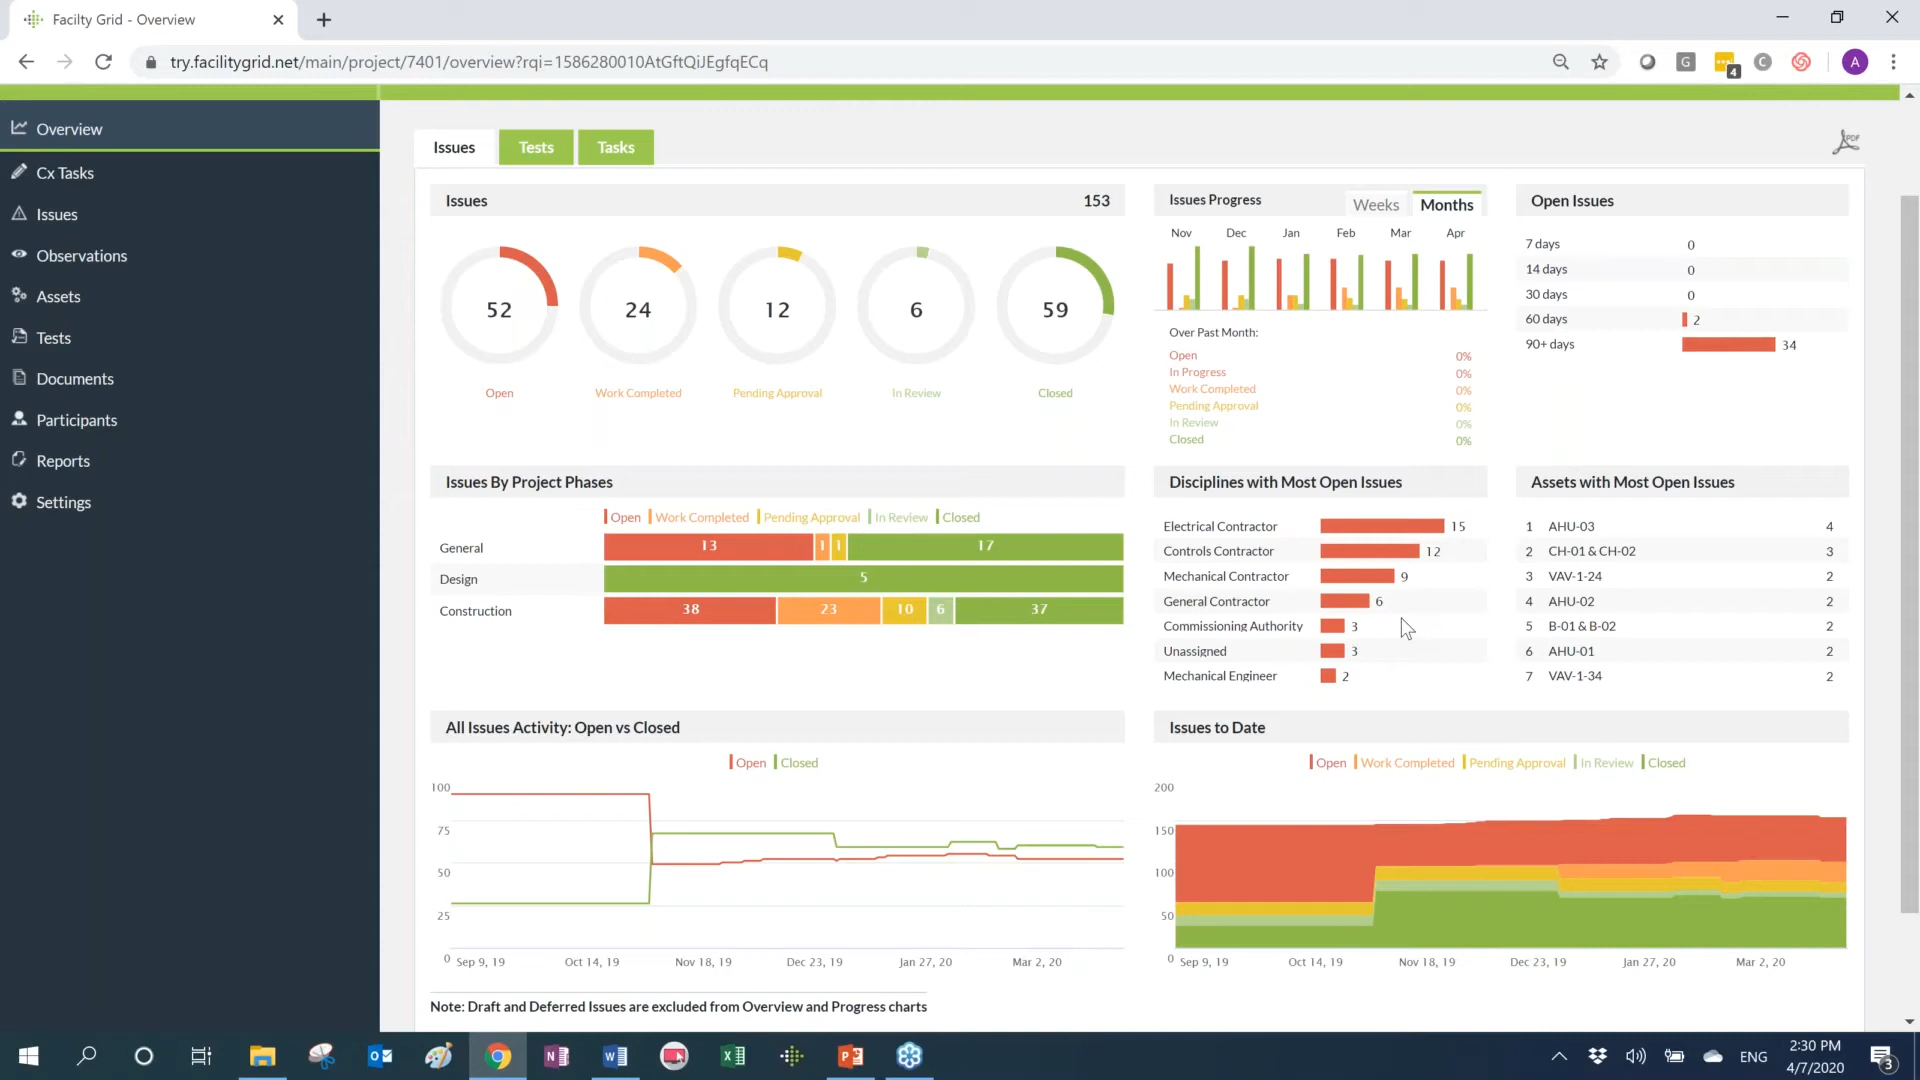 Facilty Grid - Overview
try.facilitygrid.net/main/project/7401/overview?rqi=1586280010AtGftQiJEgfqECq
G
4
C
A
Overview
Cx Tasks
Issues
Observations
Assets
Tests
Documents
Participants
Reports
Settings
Issues Tests Tasks
PDF
Issues 153
52 24 12 6 59
Open Work Completed Pending Approval In Review Closed
Issues Progress Weeks Months
Nov Dec Jan Feb Mar Apr
Over Past Month:
Open 0%
In Progress 0%
Work Completed 0%
Pending Approval 0%
In Review 0%
Closed 0%
Open Issues
7 days 0
14 days 0
30 days 0
60 days 2
90+ days 34
Issues By Project Phases
Open Work Completed Pending Approval In Review Closed
General 13 1 1 17
Design 5
Construction 38 23 10 6 37
Disciplines with Most Open Issues
Electrical Contractor 15
Controls Contractor 12
Mechanical Contractor 9
General Contractor 6
Commissioning Authority 3
Unassigned 3
Mechanical Engineer 2
Assets with Most Open Issues
1 AHU-03 4
2 CH-01 & CH-02 3
3 VAV-1-24 2
4 AHU-02 2
5 B-01 & B-02 2
6 AHU-01 2
7 VAV-1-34 2
All Issues Activity: Open vs Closed
Open Closed
100
75
50
25
0
Sep 9, 19 Oct 14, 19 Nov 18, 19 Dec 23, 19 Jan 27, 20 Mar 2, 20
Issues to Date
Open Work Completed Pending Approval In Review Closed
200
150
100
50
0
Sep 9, 19 Oct 14, 19 Nov 18, 19 Dec 23, 19 Jan 27, 20 Mar 2, 20
Note: Draft and Deferred Issues are excluded from Overview and Progress charts
ENG
2:30 PM
4/7/2020
3